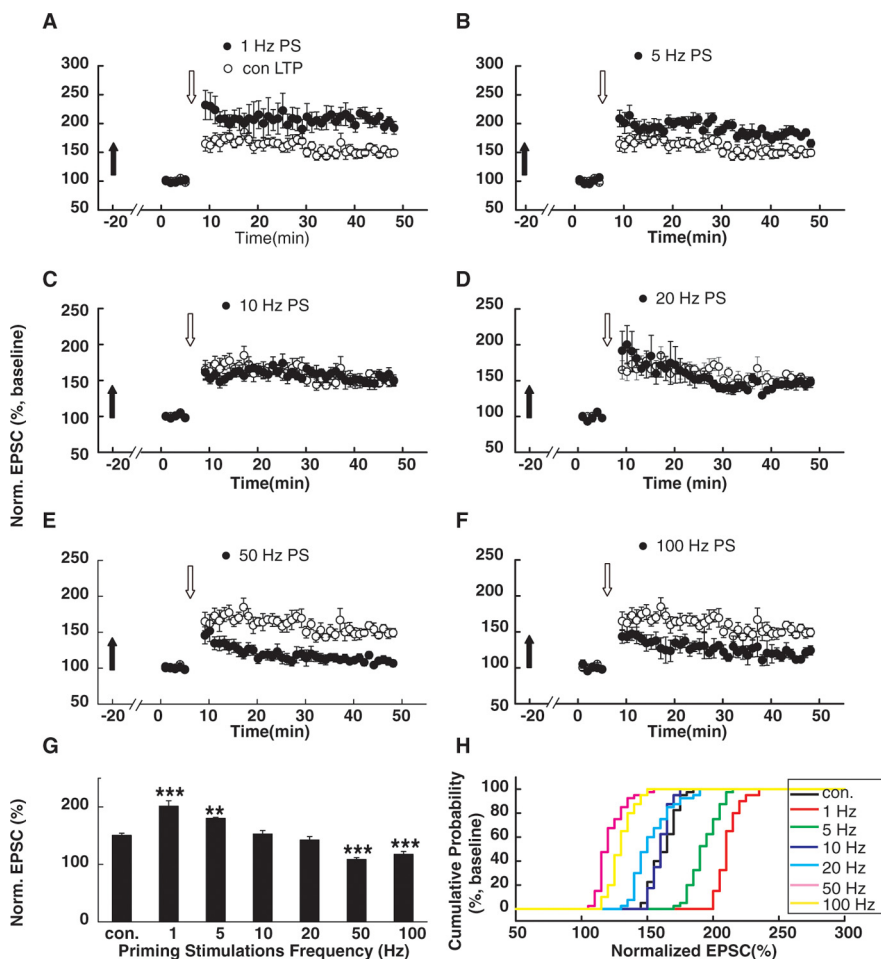 A
● 1 Hz PS
○ con LTP
300
250
200
150
100
50
-20
0
10
20
30
40
50
Time(min)
B
● 5 Hz PS
300
250
200
150
100
50
-20
0
10
20
30
40
50
Time(min)
Norm. EPSC (%, baseline)
C
● 10 Hz PS
250
200
150
100
50
-20
0
10
20
30
40
50
Time(min)
D
● 20 Hz PS
250
200
150
100
50
-20
0
10
20
30
40
50
Time (min)
E
● 50 Hz PS
250
200
150
100
50
-20
0
10
20
30
40
50
Time(min)
F
● 100 Hz PS
250
200
150
100
50
-20
0
10
20
30
40
50
Time(min)
G
Norm. EPSC (%)
200
100
0
***
**
***
***
con.
1
5
10
20
50
100
Priming Stimulations Frequency (Hz)
H
Cumulative Probability
(%, baseline)
100
80
60
40
20
0
50
100
150
200
250
300
Normalized EPSC(%)
con.
1 Hz
5 Hz
10 Hz
20 Hz
50 Hz
100 Hz